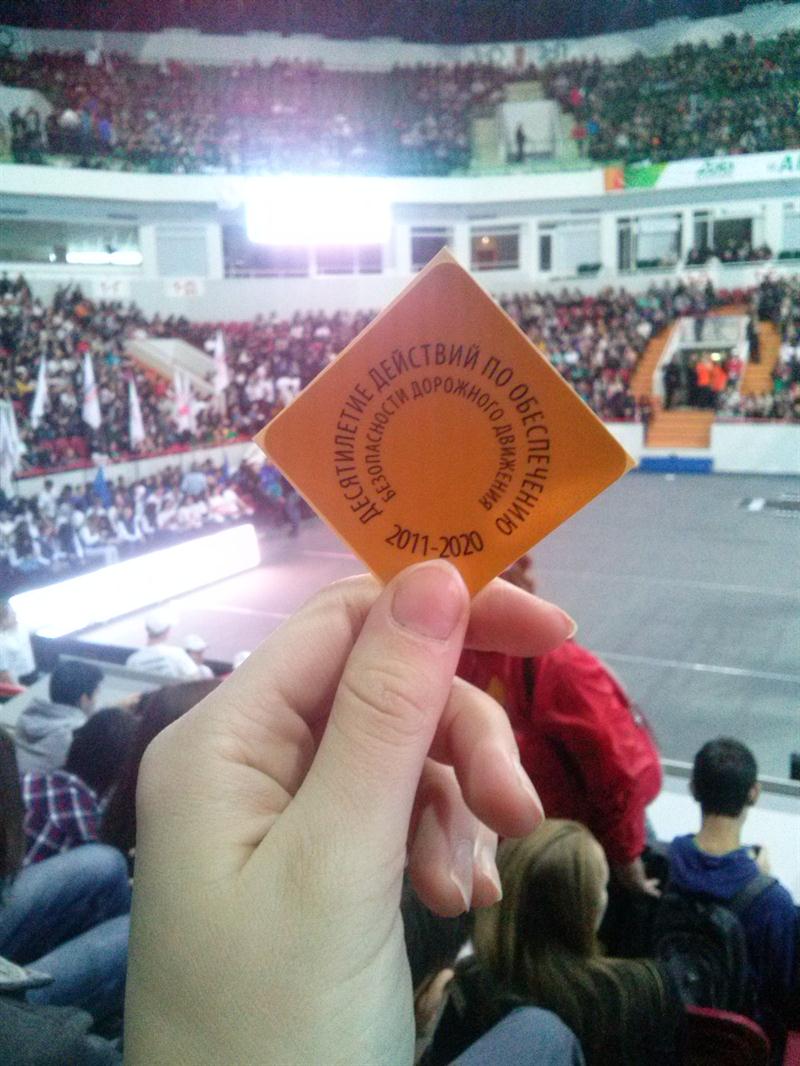 ДЕСЯТИЛЕТИЕ ДЕЙСТВИЙ ПО ОБЕСПЕЧЕНИЮ
БЕЗОПАСНОСТИ ДОРОЖНОГО ДВИЖЕНИЯ
2011-2020